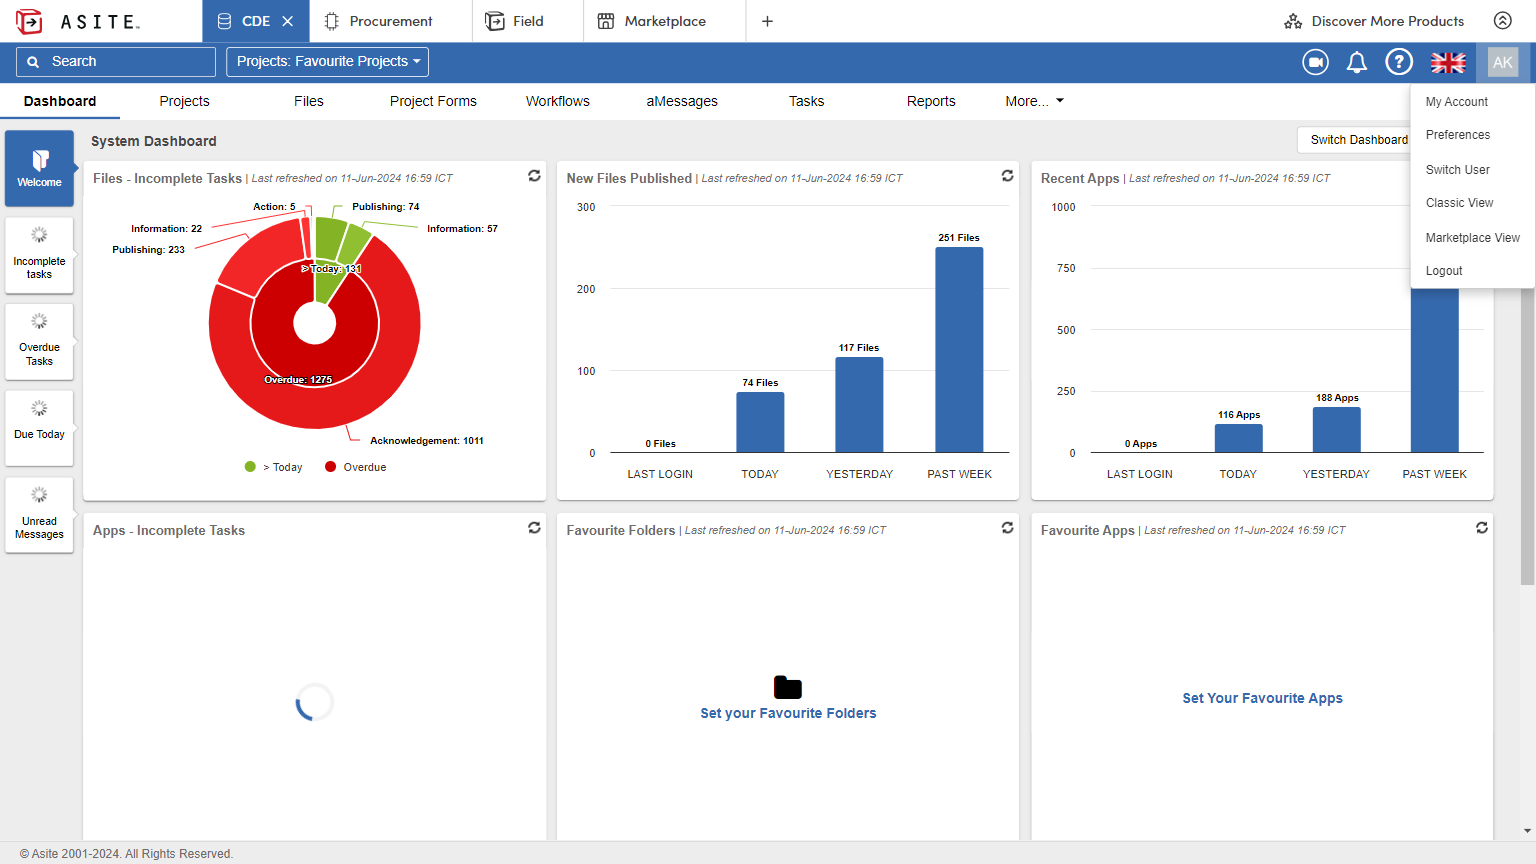 ASITE
CDE
Procurement
Field
Marketplace
Discover More Products
Search
Projects: Favourite Projects
AK
Dashboard
Projects
Files
Project Forms
Workflows
aMessages
Tasks
Reports
More...
My Account
Preferences
Switch User
Classic View
Marketplace View
Logout
Welcome
Incomplete
tasks
Overdue
Tasks
Due Today
Unread
Messages
System Dashboard
Switch Dashboard
Files - Incomplete Tasks | Last refreshed on 11-Jun-2024 16:59 ICT
Action: 5
Publishing: 74
Information: 22
Information: 57
Publishing: 233
> Today: 131
Overdue: 1275
Acknowledgement: 1011
> Today
Overdue
New Files Published | Last refreshed on 11-Jun-2024 16:59 ICT
300
251 Files
200
117 Files
100
74 Files
0 Files
0
LAST LOGIN
TODAY
YESTERDAY
PAST WEEK
Recent Apps | Last refreshed on 11-Jun-2024 16:59 ICT
1000
750
500
250
188 Apps
116 Apps
0 Apps
0
LAST LOGIN
TODAY
YESTERDAY
PAST WEEK
Apps - Incomplete Tasks
Favourite Folders | Last refreshed on 11-Jun-2024 16:59 ICT
Set your Favourite Folders
Favourite Apps | Last refreshed on 11-Jun-2024 16:59 ICT
Set Your Favourite Apps
© Asite 2001-2024. All Rights Reserved.